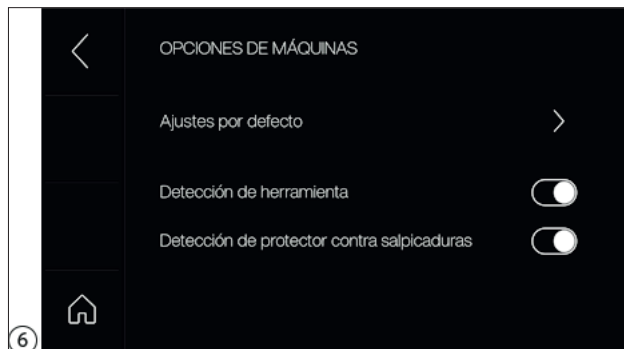 OPCIONES DE MÁQUINAS
Ajustes por defecto
Detección de herramienta
Detección de protector contra salpicaduras
6